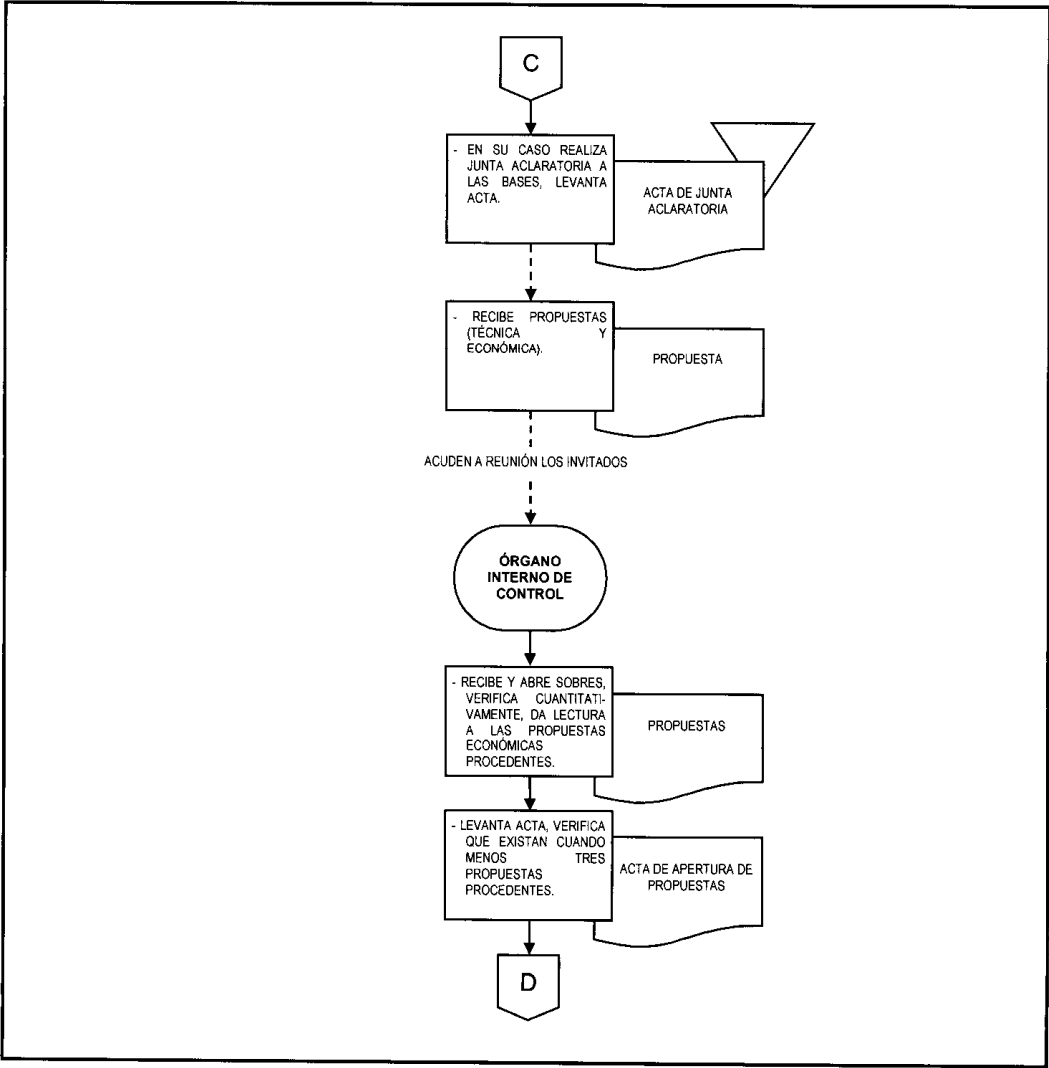 C
- EN SU CASO REALIZA
JUNTA ACLARATORIA A
LAS BASES, LEVANTA
ACTA.
ACTA DE JUNTA
ACLARATORIA
- RECIBE PROPUESTAS
(TÉCNICA Y
ECONÓMICA).
PROPUESTA
ACUDEN A REUNIÓN LOS INVITADOS
ÓRGANO
INTERNO DE
CONTROL
- RECIBE Y ABRE SOBRES,
VERIFICA CUANTITATI-
VAMENTE, DA LECTURA
A LAS PROPUESTAS
ECONÓMICAS
PROCEDENTES.
PROPUESTAS
- LEVANTA ACTA, VERIFICA
QUE EXISTAN CUANDO
MENOS TRES
PROPUESTAS
PROCEDENTES.
ACTA DE APERTURA DE
PROPUESTAS
D